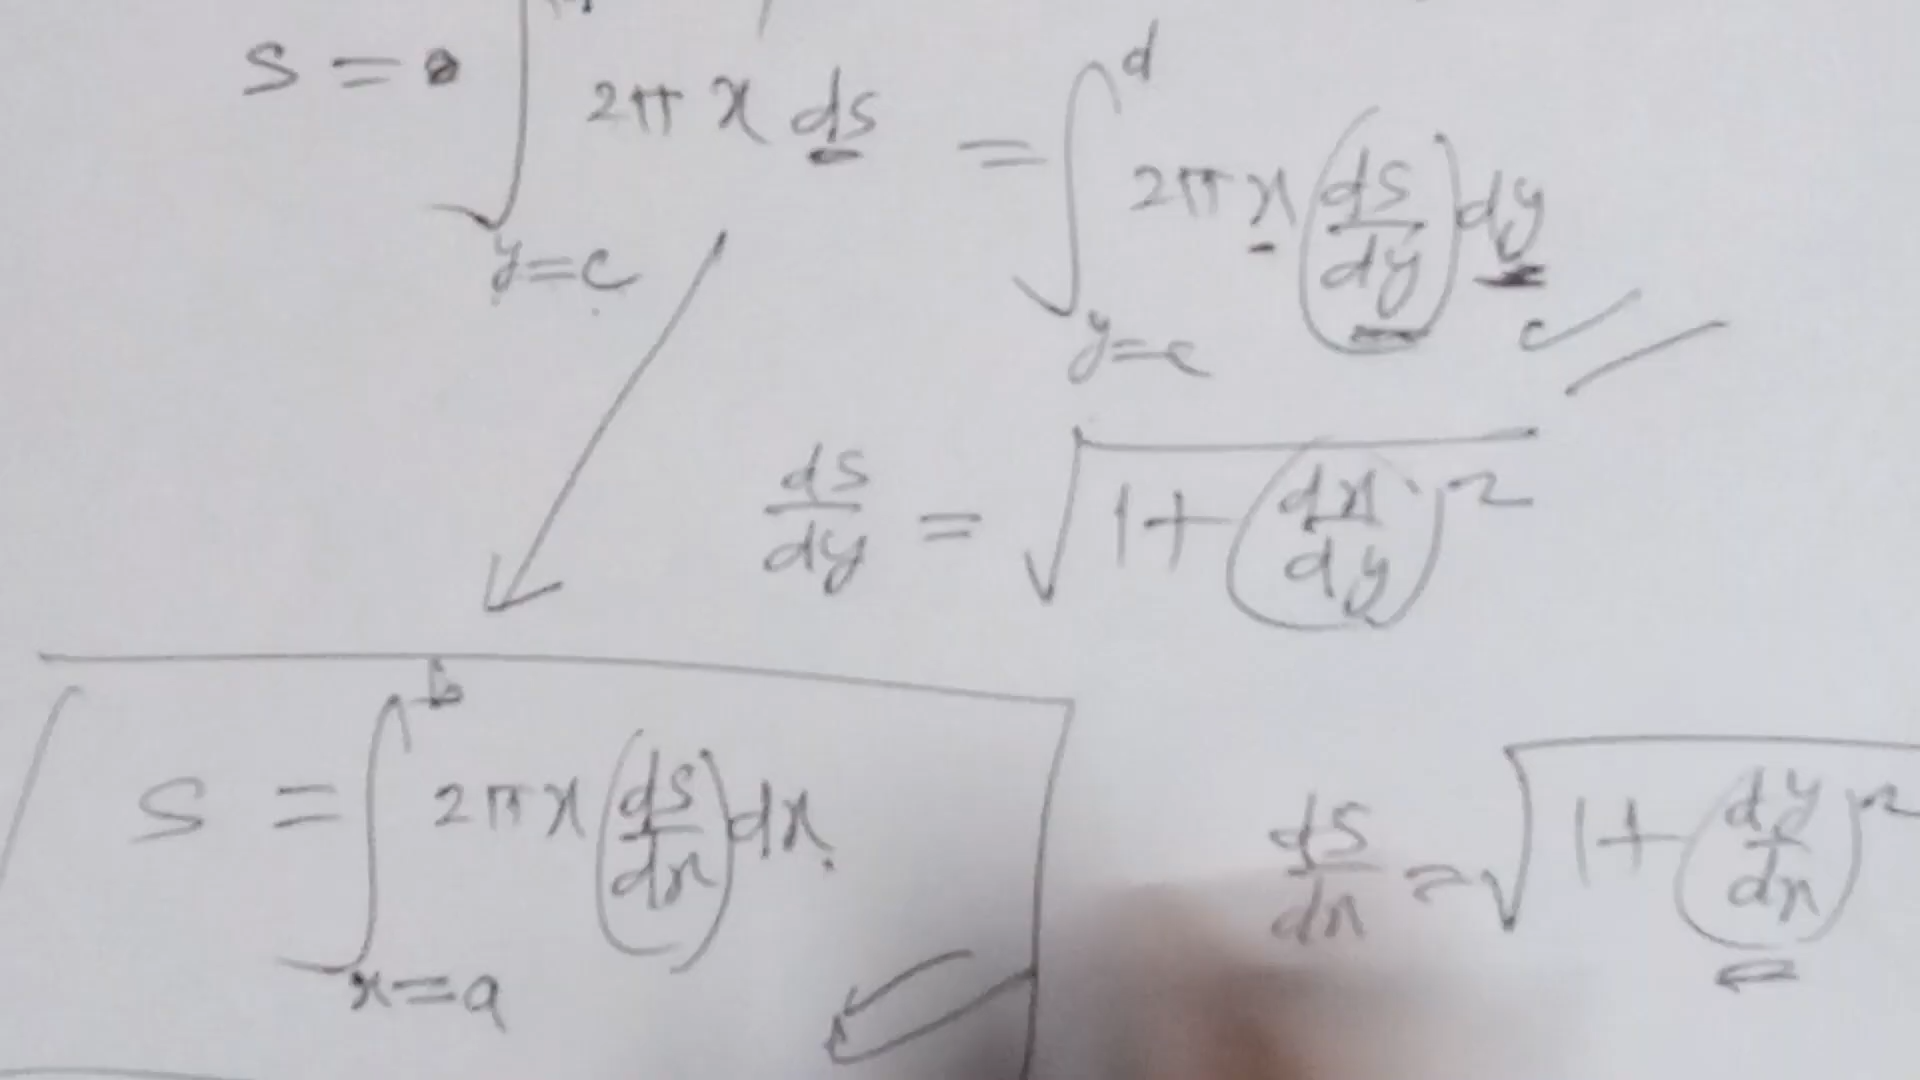 S = ∫_{y=c} 2π x ds = ∫_{y=c}^{d} 2π x (ds/dy) dy
ds/dy = √(1 + (dx/dy)²)
S = ∫_{x=a}^{b} 2π x (ds/dx) dx
ds/dx = √(1 + (dy/dx)²)